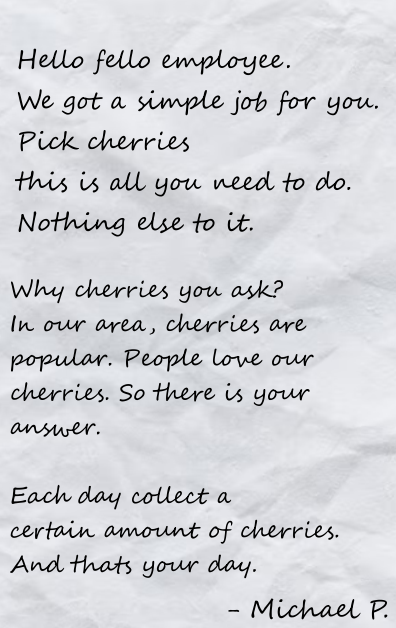 Hello fello employee.
We got a simple job for you.
Pick cherries
this is all you need to do.
Nothing else to it.
Why cherries you ask?
In our area, cherries are
popular. People love our
cherries. So there is your
answer.
Each day collect a
certain amount of cherries.
And thats your day.
- Michael P.